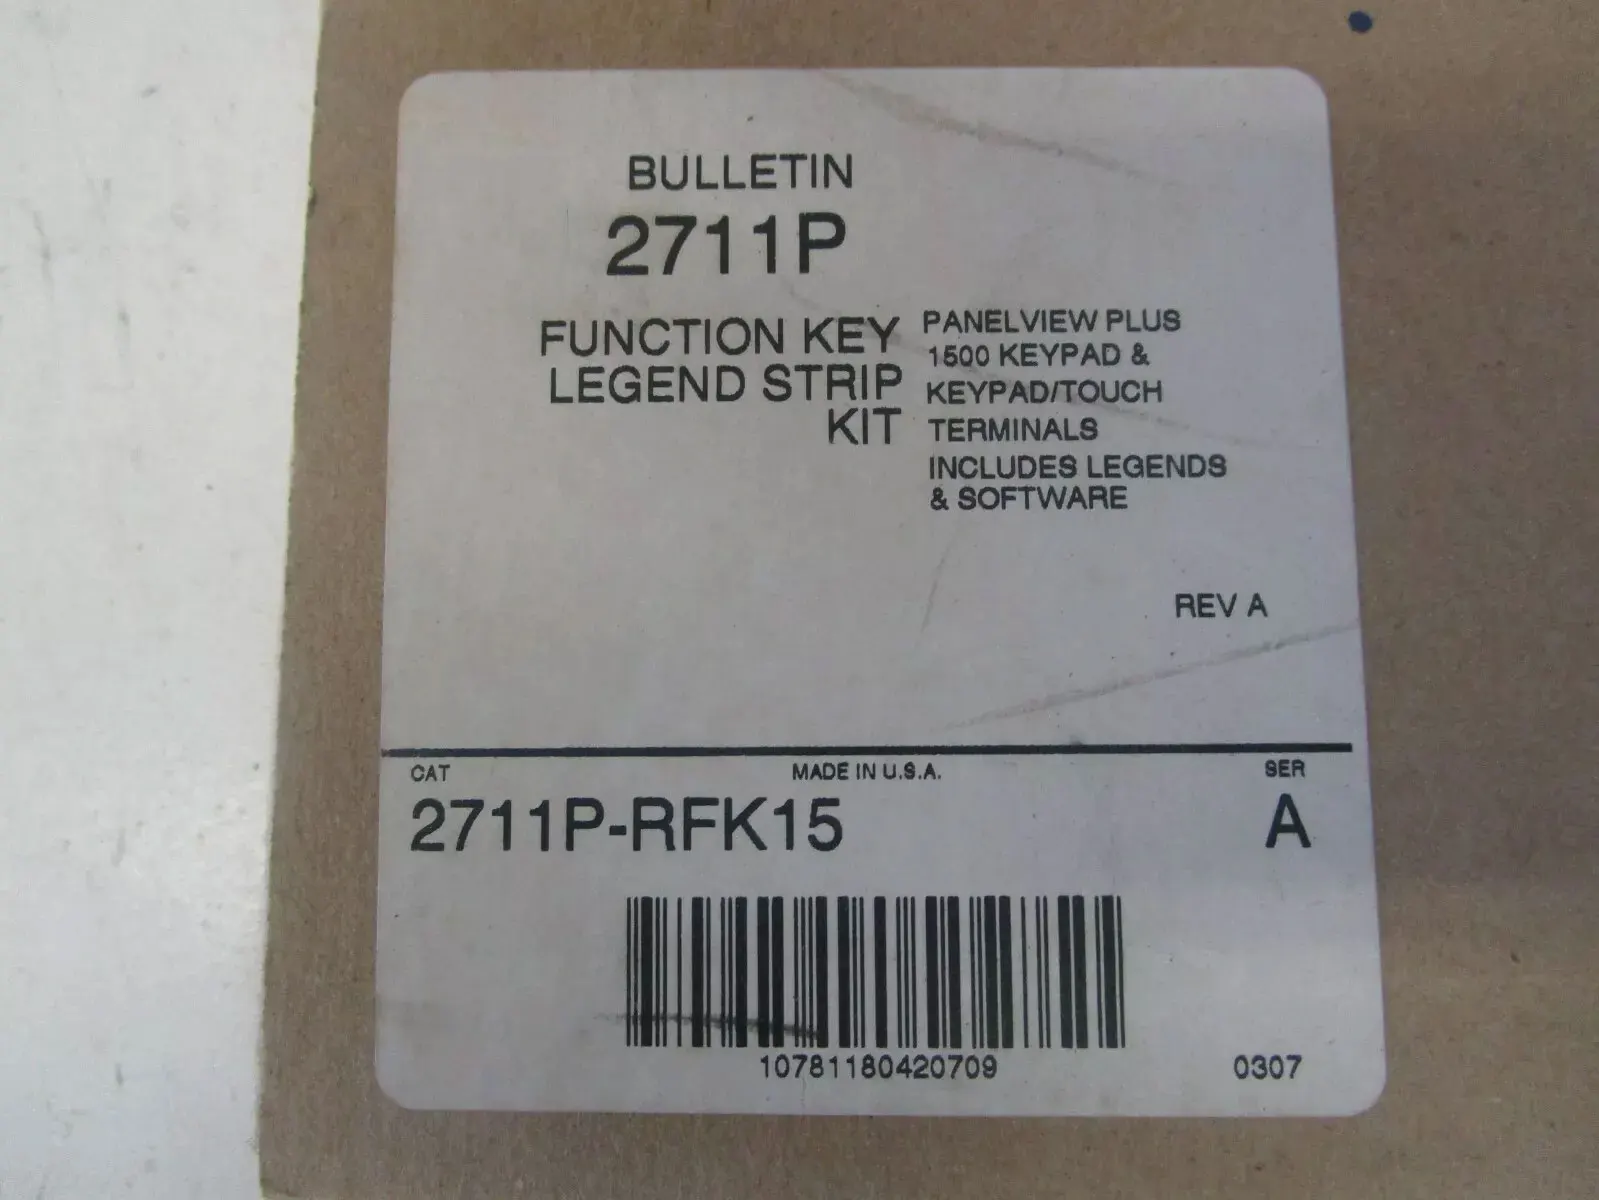 BULLETIN
2711P
FUNCTION KEY
LEGEND STRIP
KIT
PANELVIEW PLUS
1500 KEYPAD &
KEYPAD/TOUCH
TERMINALS
INCLUDES LEGENDS
& SOFTWARE
REV A
CAT MADE IN U.S.A. SER
2711P-RFK15 A
10781180420709 0307